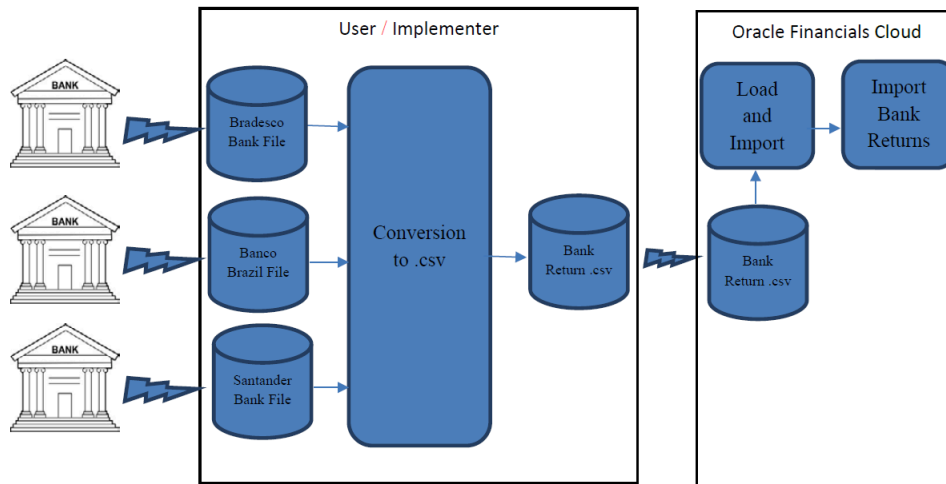 User / Implementer
Oracle Financials Cloud
BANK
Bradesco
Bank File
BANK
Banco
Brazil File
BANK
Santander
Bank File
Conversion
to .csv
Bank
Return .csv
Load
and
Import
Import
Bank
Returns
Bank
Return .csv